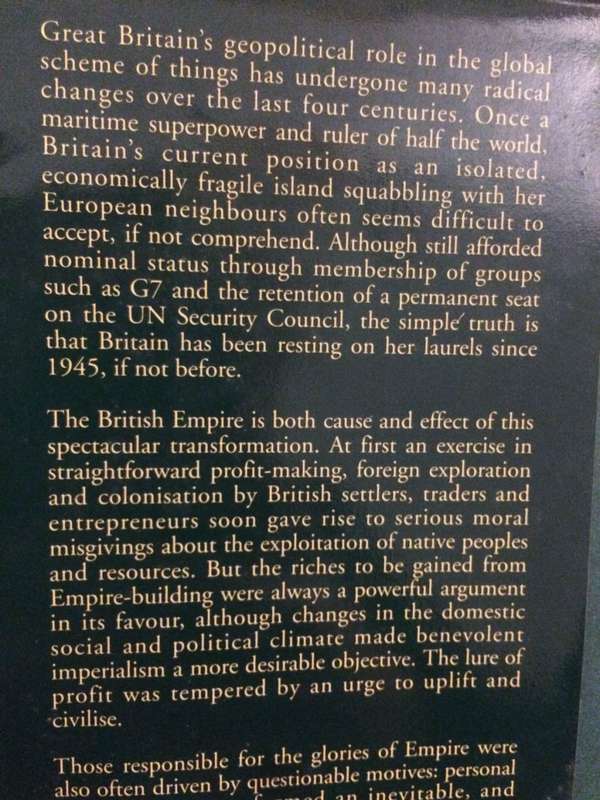 Great Britain's geopolitical role in the global
scheme of things has undergone many radical
changes over the last four centuries. Once a
maritime superpower and ruler of half the world,
Britain's current position as an isolated,
economically fragile island squabbling with her
European neighbours often seems difficult to
accept, if not comprehend. Although still afforded
nominal status through membership of groups
such as G7 and the retention of a permanent seat
on the UN Security Council, the simple truth is
that Britain has been resting on her laurels since
1945, if not before.
The British Empire is both cause and effect of this
spectacular transformation. At first an exercise in
straightforward profit-making, foreign exploration
and colonisation by British settlers, traders and
entrepreneurs soon gave rise to serious moral
misgivings about the exploitation of native peoples
and resources. But the riches to be gained from
Empire-building were always a powerful argument
in its favour, although changes in the domestic
social and political climate made benevolent
imperialism a more desirable objective. The lure of
profit was tempered by an urge to uplift and
civilise.
Those responsible for the glories of Empire were
also often driven by questionable motives: personal
an inevitable, and